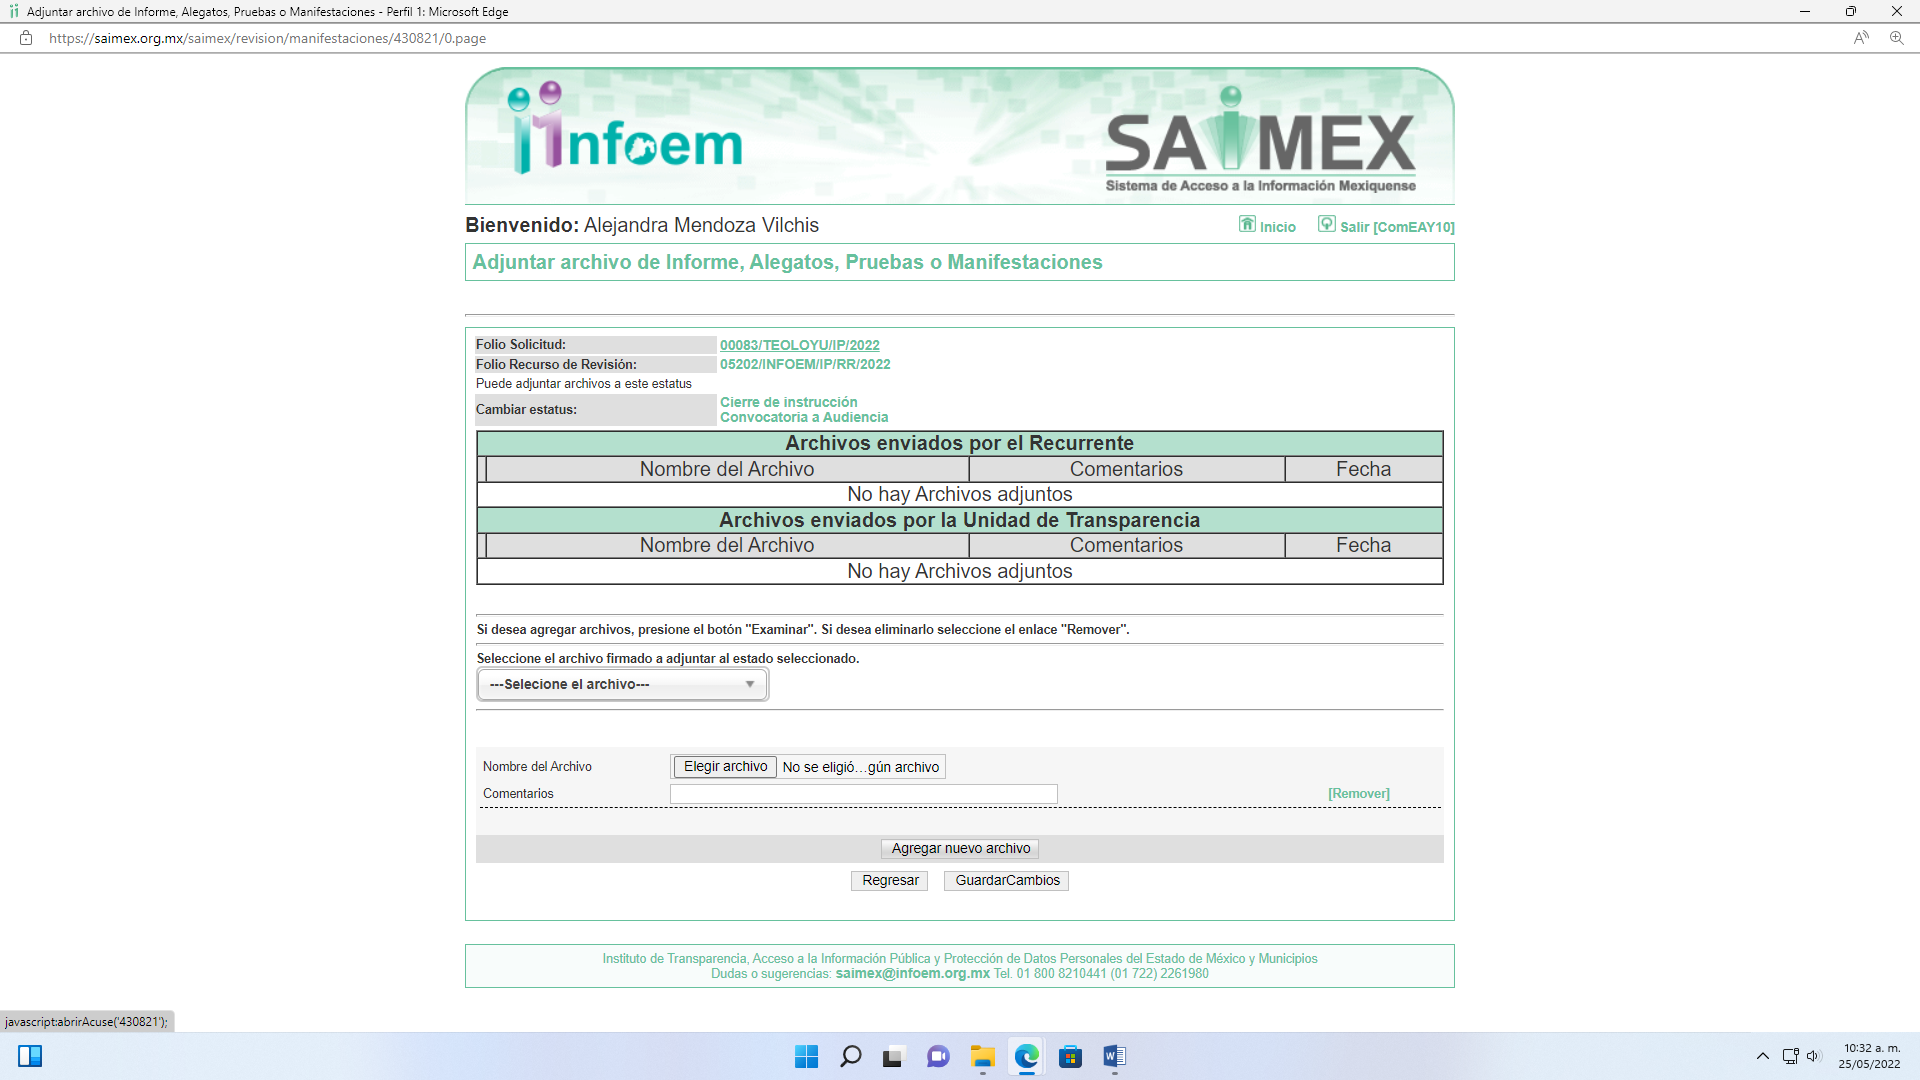 Adjuntar archivo de Informe, Alegatos, Pruebas o Manifestaciones - Perfil 1: Microsoft Edge
https://saimex.org.mx/saimex/revision/manifestaciones/430821/0.page
infoem
SAIMEX
Sistema de Acceso a la Información Mexiquense
Bienvenido: Alejandra Mendoza Vilchis
Inicio
Salir [ComEAY10]
Adjuntar archivo de Informe, Alegatos, Pruebas o Manifestaciones
Folio Solicitud: 00083/TEOLOYU/IP/2022
Folio Recurso de Revisión: 05202/INFOEM/IP/RR/2022
Puede adjuntar archivos a este estatus
Cambiar estatus: Cierre de instrucción
Convocatoria a Audiencia
Archivos enviados por el Recurrente
Nombre del Archivo Comentarios Fecha
No hay Archivos adjuntos
Archivos enviados por la Unidad de Transparencia
Nombre del Archivo Comentarios Fecha
No hay Archivos adjuntos
Si desea agregar archivos, presione el botón "Examinar". Si desea eliminarlo seleccione el enlace "Remover".
Seleccione el archivo firmado a adjuntar al estado seleccionado.
---Selecione el archivo---
Nombre del Archivo Elegir archivo No se eligió…gún archivo
Comentarios [Remover]
Agregar nuevo archivo
Regresar GuardarCambios
Instituto de Transparencia, Acceso a la Información Pública y Protección de Datos Personales del Estado de México y Municipios
Dudas o sugerencias: saimex@infoem.org.mx Tel. 01 800 8210441 (01 722) 2261980
javascript:abrirAcuse('430821');
10:32 a. m.
25/05/2022